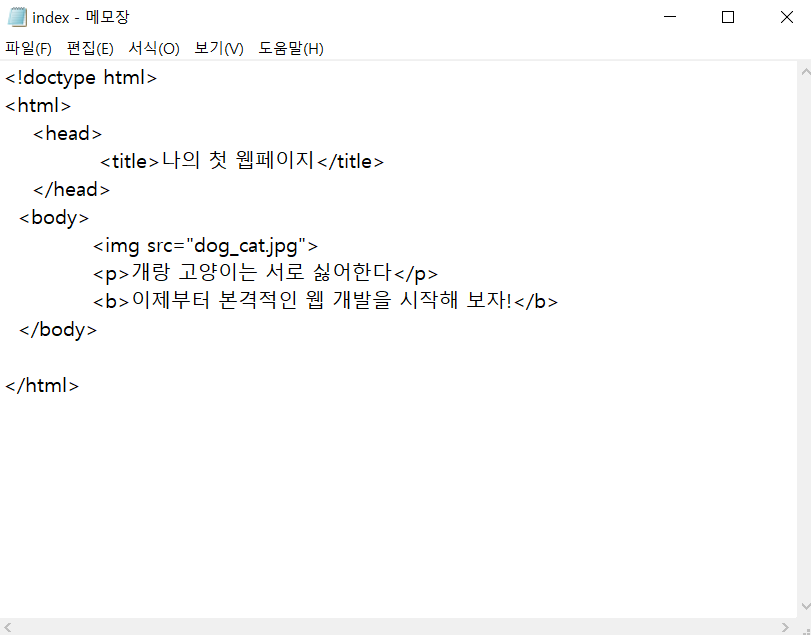 index - 메모장
파일(F) 편집(E) 서식(O) 보기(V) 도움말(H)
<!doctype html>
<html>
<head>
<title>나의 첫 웹페이지</title>
</head>
<body>
<img src="dog_cat.jpg">
<p>개랑 고양이는 서로 싫어한다</p>
<b>이제부터 본격적인 웹 개발을 시작해 보자!</b>
</body>
</html>